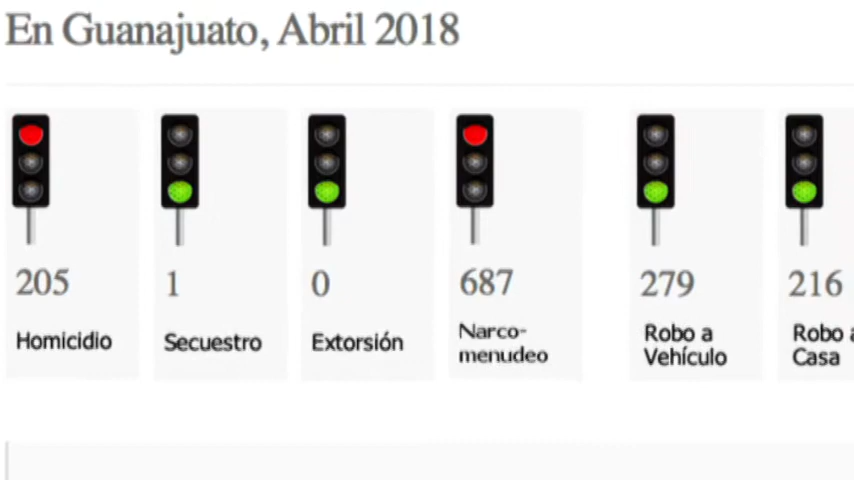 En Guanajuato, Abril 2018
205
Homicidio
1
Secuestro
0
Extorsión
687
Narco-
menudeo
279
Robo a
Vehículo
216
Robo a
Casa